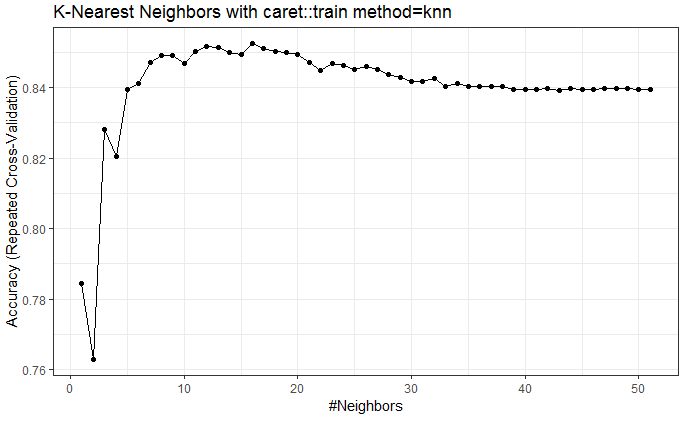 K-Nearest Neighbors with caret::train method=knn
Accuracy (Repeated Cross-Validation)
0.84
0.82
0.80
0.78
0.76
0 10 20 30 40 50
#Neighbors